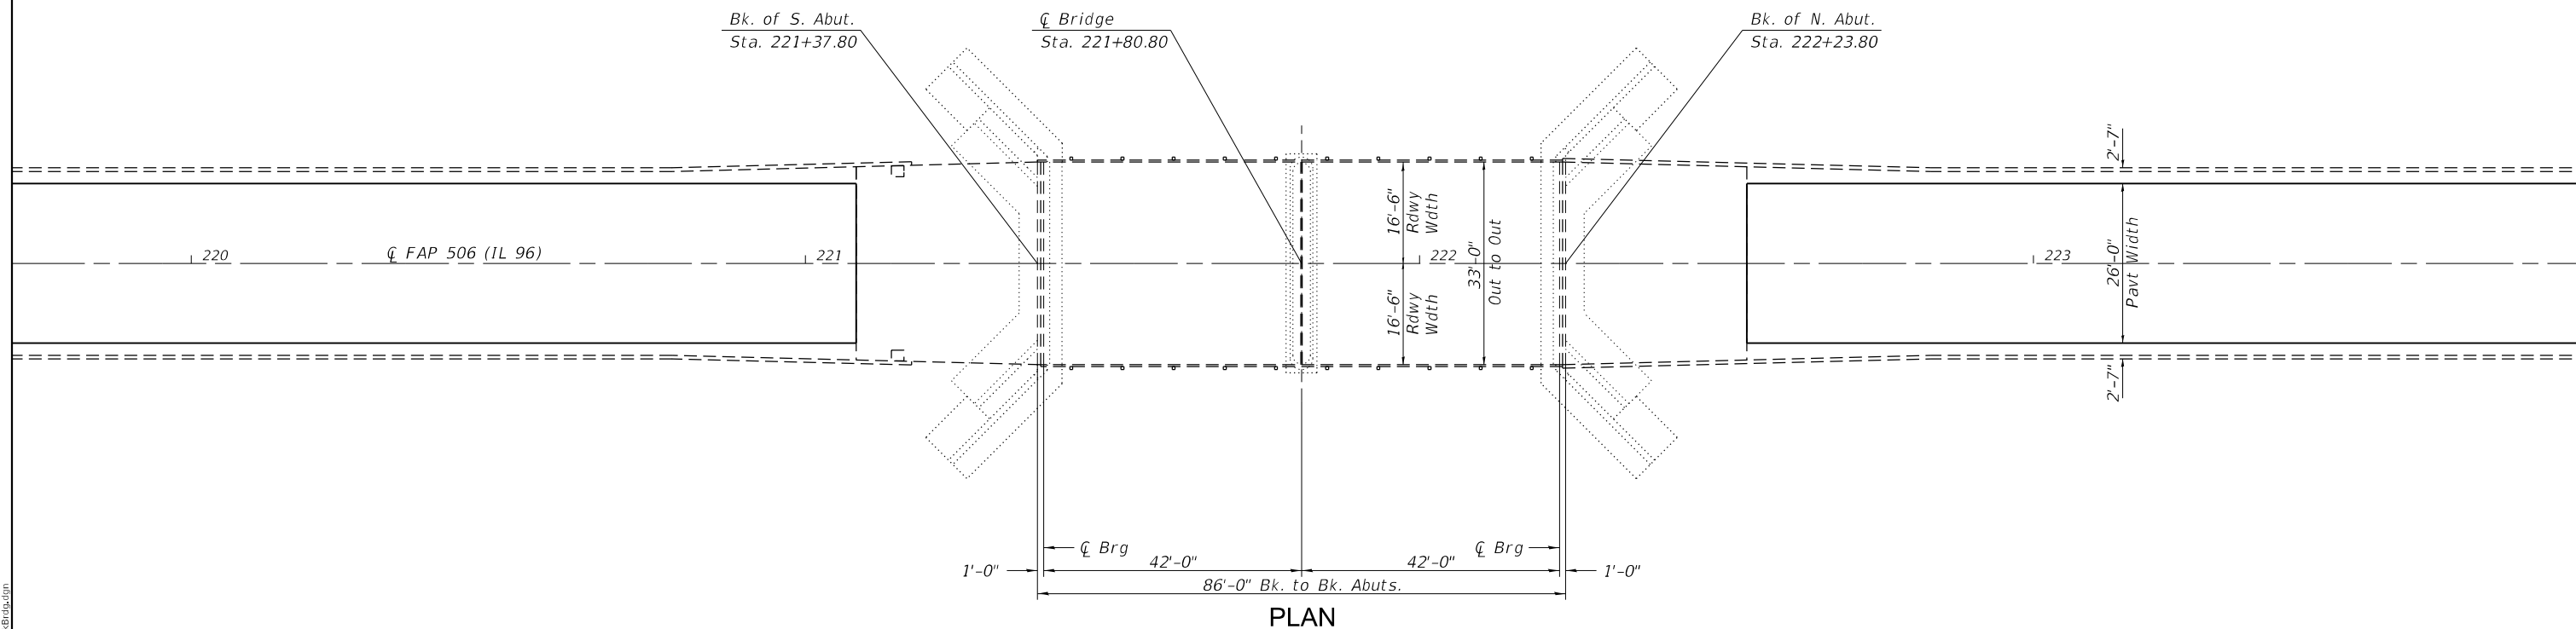 Bk. of S. Abut.
Sta. 221+37.80
℄ Bridge
Sta. 221+80.80
Bk. of N. Abut.
Sta. 222+23.80
220
℄ FAP 506 (IL 96)
221
222
223
16'-6"
Rdwy
Wdth
16'-6"
Rdwy
Wdth
33'-0"
Out to Out
2'-7"
26'-0"
Pavt Width
2'-7"
℄ Brg
℄ Brg
1'-0"
42'-0"
42'-0"
1'-0"
86'-0" Bk. to Bk. Abuts.
PLAN
kBrdg.dgn